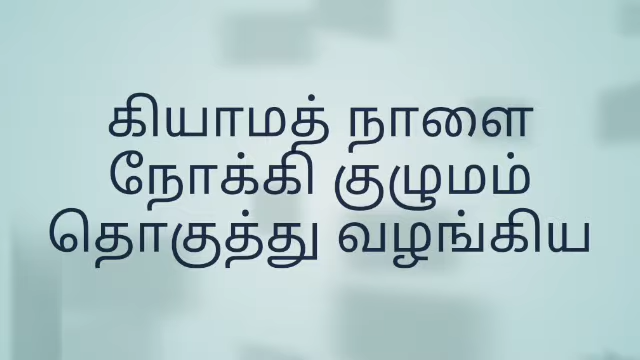 கியாமத் நாளை
நோக்கி குழுமம்
தொகுத்து வழங்கிய